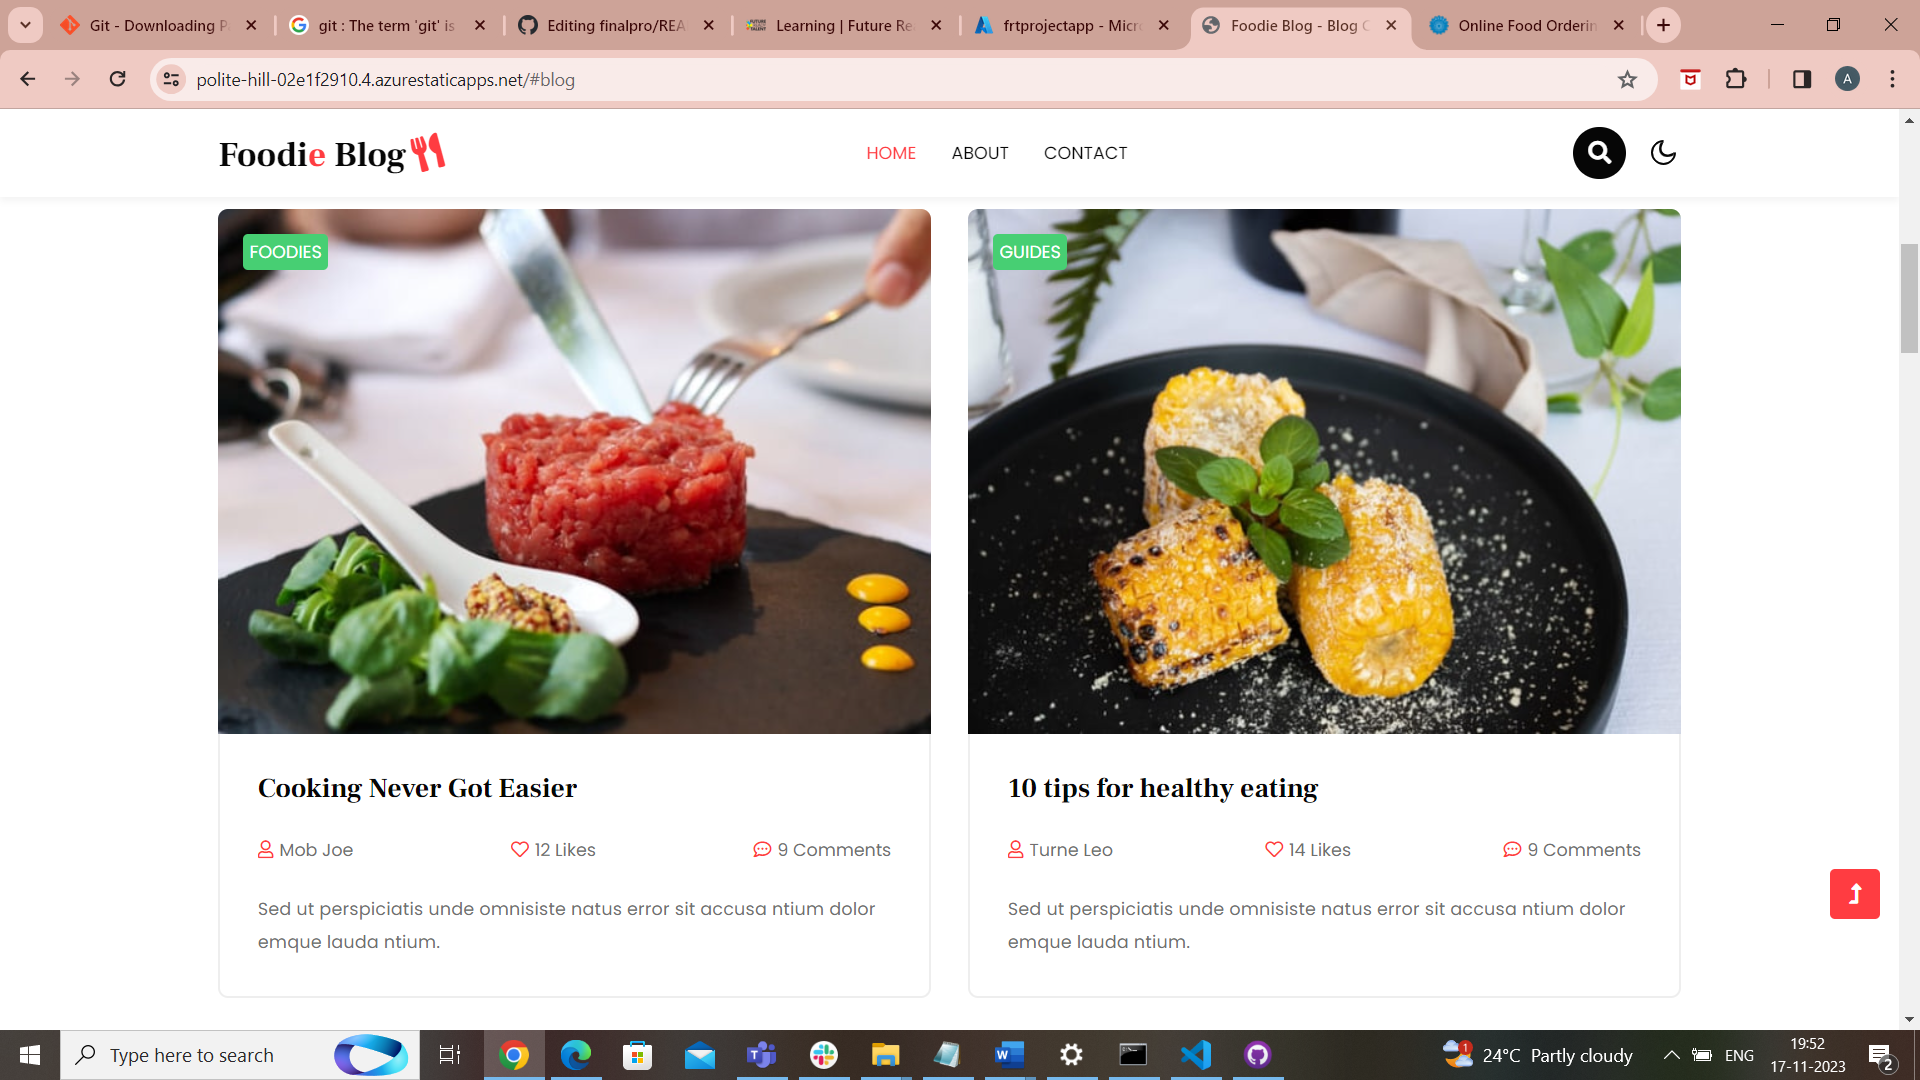 Git - Downloading P
git : The term 'git' is
Editing finalpro/REA
Learning | Future Re
frtprojectapp - Micro
Foodie Blog - Blog C
Online Food Orderin
polite-hill-02e1f2910.4.azurestaticapps.net/#blog
A
Foodie Blog
HOME
ABOUT
CONTACT
FOODIES
GUIDES
Cooking Never Got Easier
Mob Joe
12 Likes
9 Comments
Sed ut perspiciatis unde omnisiste natus error sit accusa ntium dolor
emque lauda ntium.
10 tips for healthy eating
Turne Leo
14 Likes
9 Comments
Sed ut perspiciatis unde omnisiste natus error sit accusa ntium dolor
emque lauda ntium.
Type here to search
1
24°C Partly cloudy
ENG
19:52
17-11-2023
2